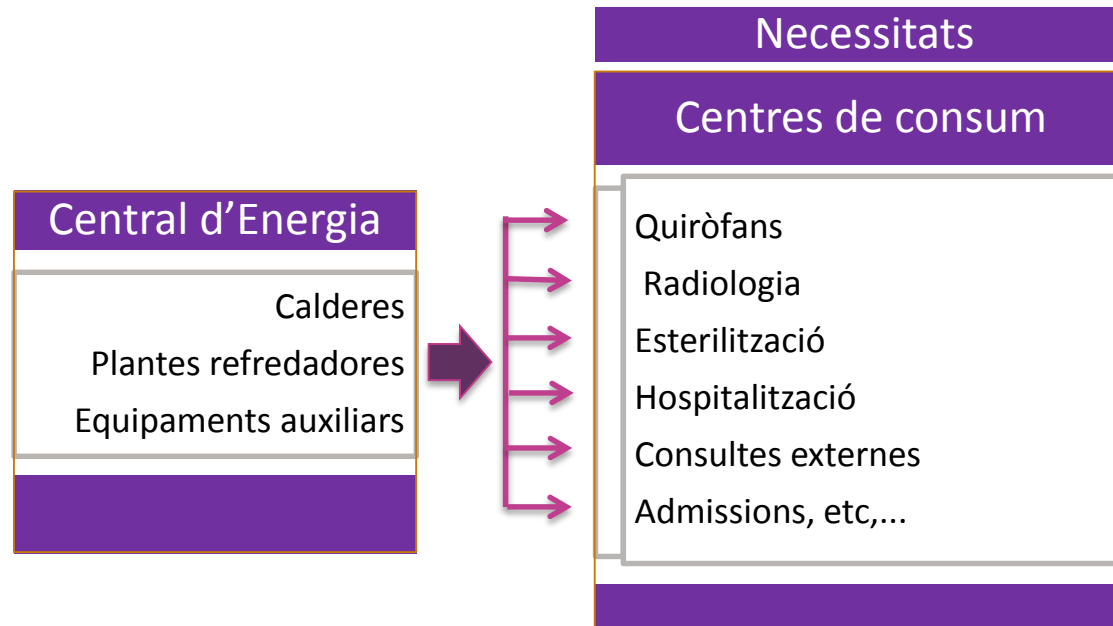 Necessitats
Centres de consum
Central d’Energia
Calderes
Plantes refredadores
Equipaments auxiliars
Quiròfans
Radiologia
Esterilització
Hospitalització
Consultes externes
Admissions, etc,...